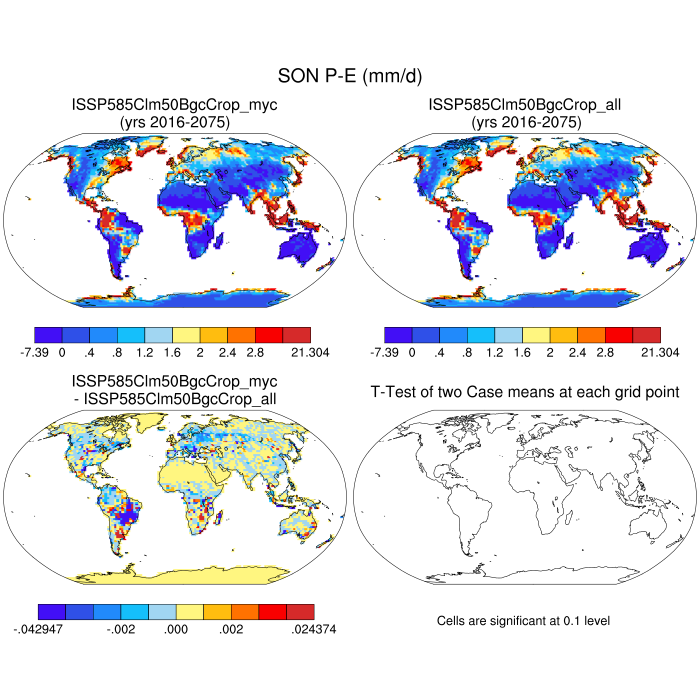 SON P-E (mm/d)
ISSP585Clm50BgcCrop_myc
(yrs 2016-2075)
ISSP585Clm50BgcCrop_all
(yrs 2016-2075)
-7.39 0 .4 .8 1.2 1.6 2 2.4 2.8 21.304
-7.39 0 .4 .8 1.2 1.6 2 2.4 2.8 21.304
ISSP585Clm50BgcCrop_myc
- ISSP585Clm50BgcCrop_all
T-Test of two Case means at each grid point
-.042947 -.002 .000 .002 .024374
Cells are significant at 0.1 level